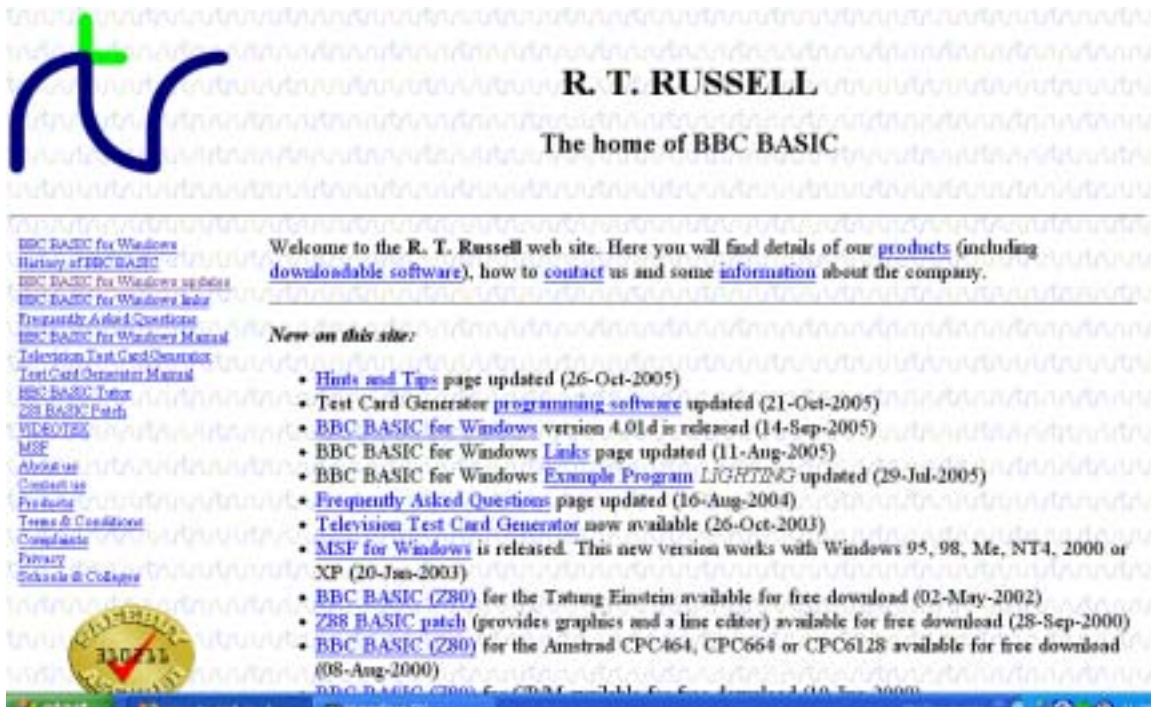 R. T. RUSSELL
The home of BBC BASIC
BBC BASIC for Windows
History of BBC BASIC
BBC BASIC for Windows updates
BBC BASIC for Windows links
Frequently Asked Questions
BBC BASIC for Windows Manual
Television Test Card Generator
Test Card Generator Manual
BBC BASIC Tutor
Z88 BASIC Patch
VIDEOTEXT
MSF
About us
Contact us
Products
Terms & Conditions
Complaints
Privacy
Schools & Colleges
Welcome to the R. T. Russell web site. Here you will find details of our products (including
downloadable software), how to contact us and some information about the company.
New on this site:
• Hints and Tips page updated (26-Oct-2005)
• Test Card Generator programming software updated (21-Oct-2005)
• BBC BASIC for Windows version 4.01d is released (14-Sep-2005)
• BBC BASIC for Windows Links page updated (11-Aug-2005)
• BBC BASIC for Windows Example Program LIGHTING updated (29-Jul-2005)
• Frequently Asked Questions page updated (16-Aug-2004)
• Television Test Card Generator now available (26-Oct-2003)
• MSF for Windows is released. This new version works with Windows 95, 98, Me, NT4, 2000 or
XP (20-Jan-2003)
• BBC BASIC (Z80) for the Tatung Einstein available for free download (02-May-2002)
• Z88 BASIC patch (provides graphics and a line editor) available for free download (28-Sep-2000)
• BBC BASIC (Z80) for the Amstrad CPC464, CPC664 or CPC6128 available for free download
(08-Aug-2000)